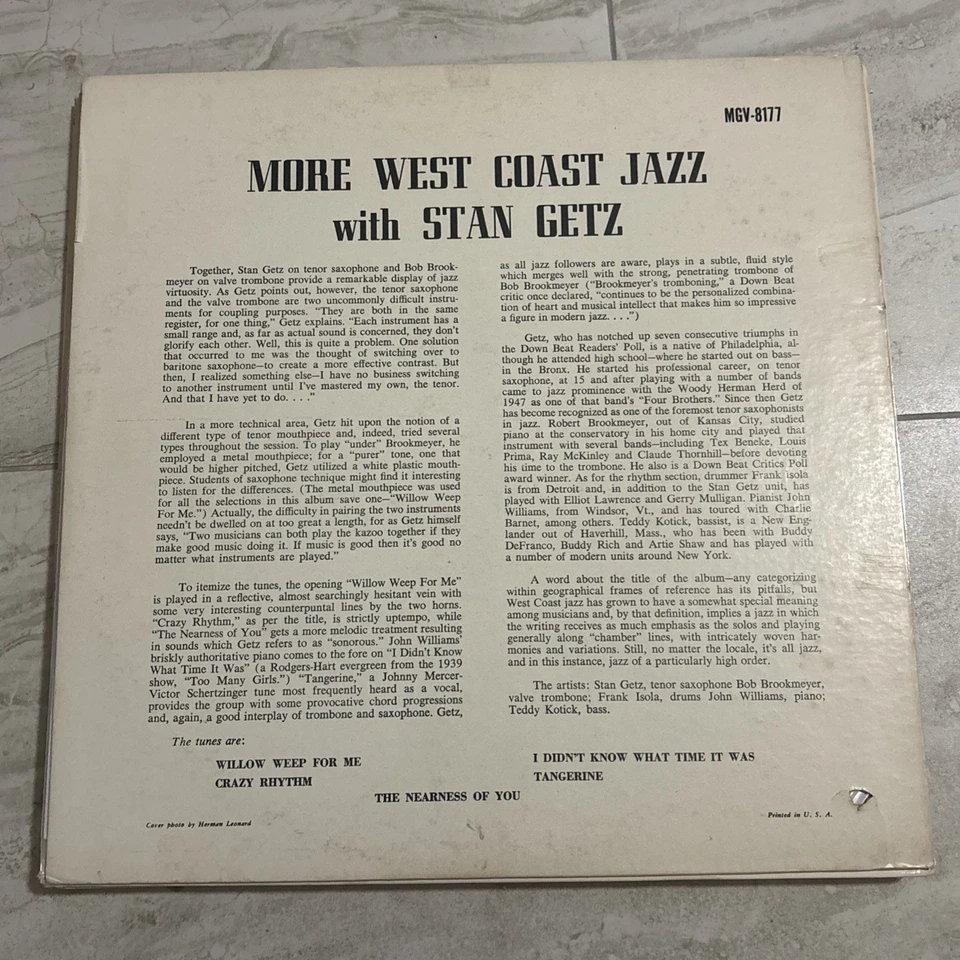 MGV-8177
MORE WEST COAST JAZZ
with STAN GETZ
Together, Stan Getz on tenor saxophone and Bob Brook-
meyer on valve trombone provide a remarkable display of jazz
virtuosity. As Getz points out, however, the tenor saxophone
and the valve trombone are two uncommonly difficult instru-
ments for coupling purposes. “They are both in the same
register, for one thing,” Getz explains. “Each instrument has a
small range and, as far as actual sound is concerned, they don’t
glorify each other. Well, this is quite a problem. One solution
that occurred to me was the thought of switching over to
baritone saxophone—to create a more effective contrast. But
then, I realized something else—I have no business switching
to another instrument until I’ve mastered my own, the tenor.
And that I have yet to do. . . .”
In a more technical area, Getz hit upon the notion of a
different type of tenor mouthpiece and, indeed, tried several
types throughout the session. To play “under” Brookmeyer, he
employed a metal mouthpiece; for a “purer” tone, one that
would be higher pitched, Getz utilized a white plastic mouth-
piece. Students of saxophone technique might find it interesting
to listen for the differences. (The metal mouthpiece was used
for all the selections in this album save one—“Willow Weep
For Me.”) Actually, the difficulty in pairing the two instruments
needn’t be dwelled on at too great a length, for as Getz himself
says, “Two musicians can both play the kazoo together if they
make good music doing it. If music is good then it’s good no
matter what instruments are played.”
To itemize the tunes, the opening “Willow Weep For Me”
is played in a reflective, almost searchingly hesitant vein with
some very interesting counterpuntal lines by the two horns.
“Crazy Rhythm,” as per the title, is strictly uptempo, while
“The Nearness of You” gets a more melodic treatment resulting
in sounds which Getz refers to as “sonorous.” John Williams’
briskly authoritative piano comes to the fore on “I Didn’t Know
What Time It Was” (a Rodgers-Hart evergreen from the 1939
show, “Too Many Girls.”) “Tangerine,” a Johnny Mercer-
Victor Schertzinger tune most frequently heard as a vocal,
provides the group with some provocative chord progressions
and, again, a good interplay of trombone and saxophone. Getz,
as all jazz followers are aware, plays in a subtle, fluid style
which merges well with the strong, penetrating trombone of
Bob Brookmeyer (“Brookmeyer’s tromboning,” a Down Beat
critic once declared, “continues to be the personalized combina-
tion of heart and musical intellect that makes him so impressive
a figure in modern jazz. . . .”)
Getz, who has notched up seven consecutive triumphs in
the Down Beat Readers’ Poll, is a native of Philadelphia, al-
though he attended high school—where he started out on bass—
in the Bronx. He started his professional career, on tenor
saxophone, at 15 and after playing with a number of bands
came to jazz prominence with the Woody Herman Herd of
1947 as one of that band’s “Four Brothers.” Since then Getz
has become recognized as one of the foremost tenor saxophonists
in jazz. Robert Brookmeyer, out of Kansas City, studied
piano at the conservatory in his home city and played that
instrument with several bands—including Tex Beneke, Louis
Prima, Ray McKinley and Claude Thornhill—before devoting
his time to the trombone. He also is a Down Beat Critics Poll
award winner. As for the rhythm section, drummer Frank Isola
is from Detroit and, in addition to the Stan Getz unit, has
played with Elliot Lawrence and Gerry Mulligan. Pianist John
Williams, from Windsor, Vt., and has toured with Charlie
Barnet, among others. Teddy Kotick, bassist, is a New Eng-
lander out of Haverhill, Mass., who has been with Buddy
DeFranco, Buddy Rich and Artie Shaw and has played with
a number of modern units around New York.
A word about the title of the album—any categorizing
within geographical frames of reference has its pitfalls, but
West Coast jazz has grown to have a somewhat special meaning
among musicians and, by that definition, implies a jazz in which
the writing receives as much emphasis as the solos and playing
generally along “chamber” lines, with intricately woven har-
monies and variations. Still, no matter the locale, it’s all jazz,
and in this instance, jazz of a particularly high order.
The artists: Stan Getz, tenor saxophone Bob Brookmeyer,
valve trombone; Frank Isola, drums John Williams, piano;
Teddy Kotick, bass.
The tunes are:
WILLOW WEEP FOR ME
CRAZY RHYTHM
I DIDN’T KNOW WHAT TIME IT WAS
TANGERINE
THE NEARNESS OF YOU
Cover photo by Herman Leonard
Printed in U. S. A.